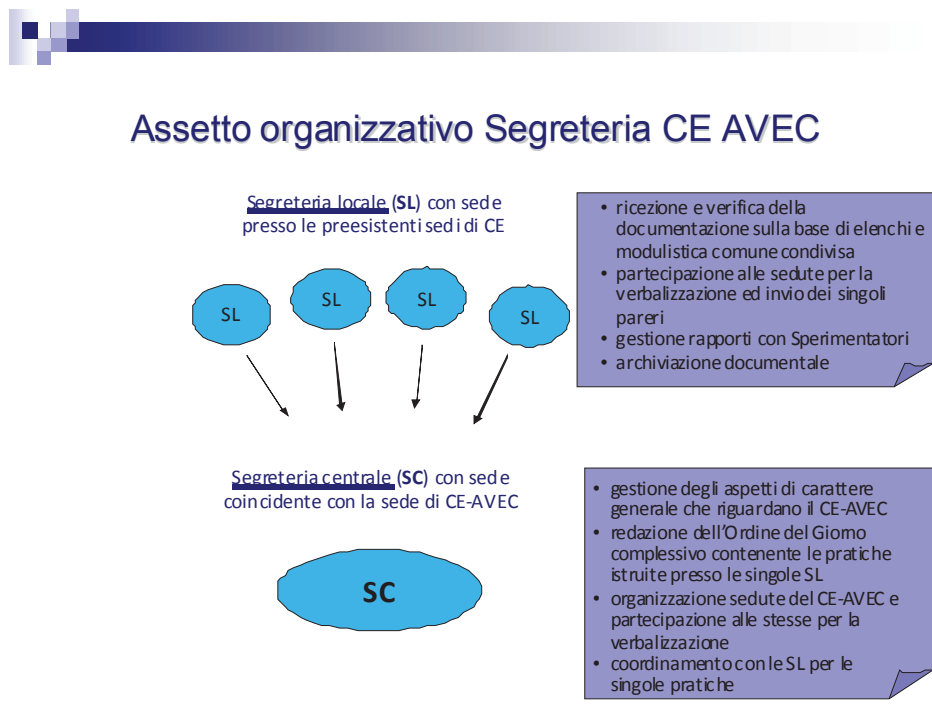 Assetto organizzativo Segreteria CE AVEC
Segreteria locale (SL) con sede
presso le preesistenti sedi di CE
• ricezione e verifica della
documentazione sulla base di elenchi e
modulistica comune condivisa
• partecipazione alle sedute per la
verbalizzazione ed invio dei singoli
pareri
• gestione rapporti con Sperimentatori
• archiviazione documentale
SL
SL
SL
SL
Segreteria centrale (SC) con sede
coincidente con la sede di CE-AVEC
SC
• gestione degli aspetti di carattere
generale che riguardano il CE-AVEC
• redazione dell'Ordine del Giorno
complessivo contenente le pratiche
istruite presso le singole SL
• organizzazione sedute del CE-AVEC e
partecipazione alle stesse per la
verbalizzazione
• coordinamento con le SL per le
singole pratiche